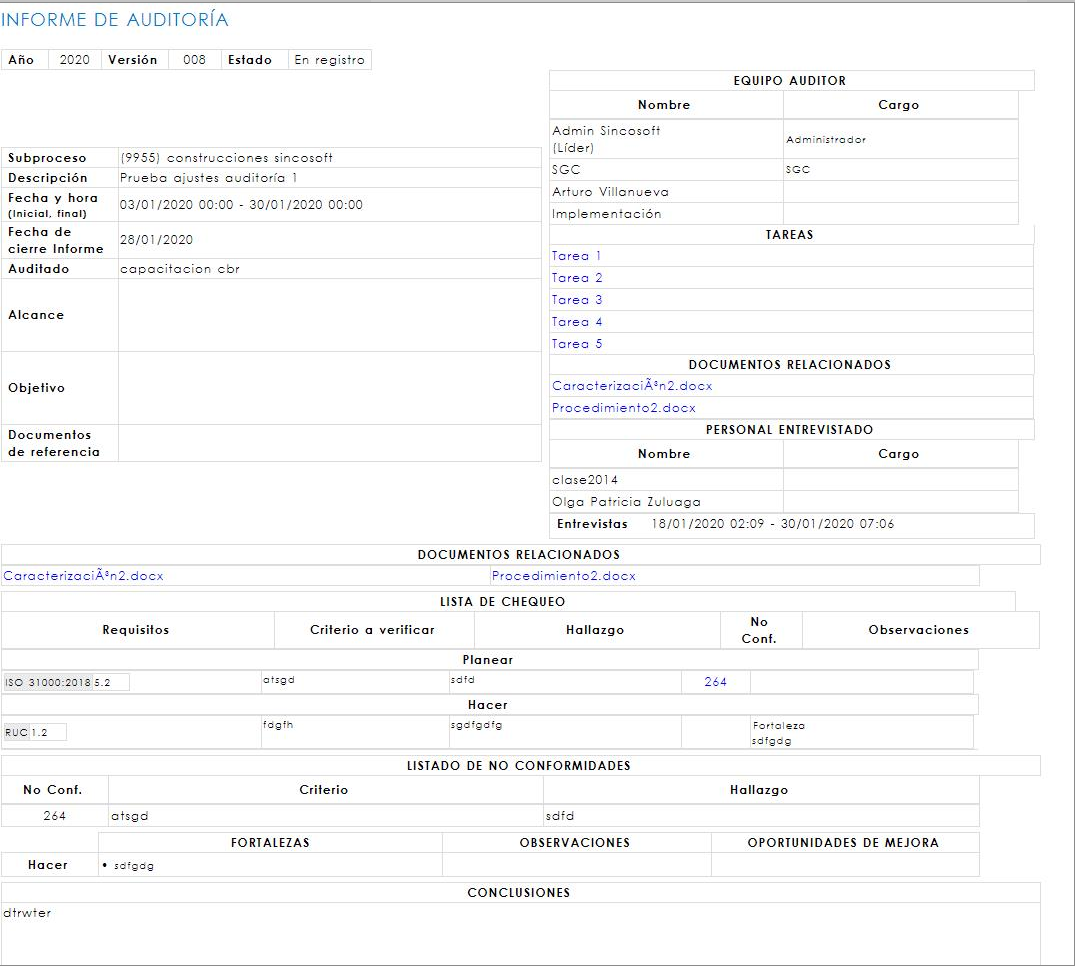 INFORME DE AUDITORÍA
Año 2020 Versión 008 Estado En registro
EQUIPO AUDITOR
Nombre Cargo
Admin Sincosoft
(Líder) Administrador
SGC SGC
Arturo Villanueva
Implementación
TAREAS
Tarea 1
Tarea 2
Tarea 3
Tarea 4
Tarea 5
DOCUMENTOS RELACIONADOS
CaracterizaciÃ³n2.docx
Procedimiento2.docx
PERSONAL ENTREVISTADO
Nombre Cargo
clase2014
Olga Patricia Zuluaga
Entrevistas 18/01/2020 02:09 - 30/01/2020 07:06
Subproceso (9955) construcciones sincosoft
Descripción Prueba ajustes auditoría 1
Fecha y hora
(Inicial, final) 03/01/2020 00:00 - 30/01/2020 00:00
Fecha de
cierre Informe 28/01/2020
Auditado capacitacion cbr
Alcance
Objetivo
Documentos
de referencia
DOCUMENTOS RELACIONADOS
CaracterizaciÃ³n2.docx Procedimiento2.docx
LISTA DE CHEQUEO
Requisitos Criterio a verificar Hallazgo No
Conf. Observaciones
Planear
ISO 31000:2018 5.2 atsgd sdfd 264
Hacer
RUC 1.2 fdgfh sgdfgdfg Fortaleza
sdfgdg
LISTADO DE NO CONFORMIDADES
No Conf. Criterio Hallazgo
264 atsgd sdfd
FORTALEZAS OBSERVACIONES OPORTUNIDADES DE MEJORA
Hacer • sdfgdg
CONCLUSIONES
dtrwter